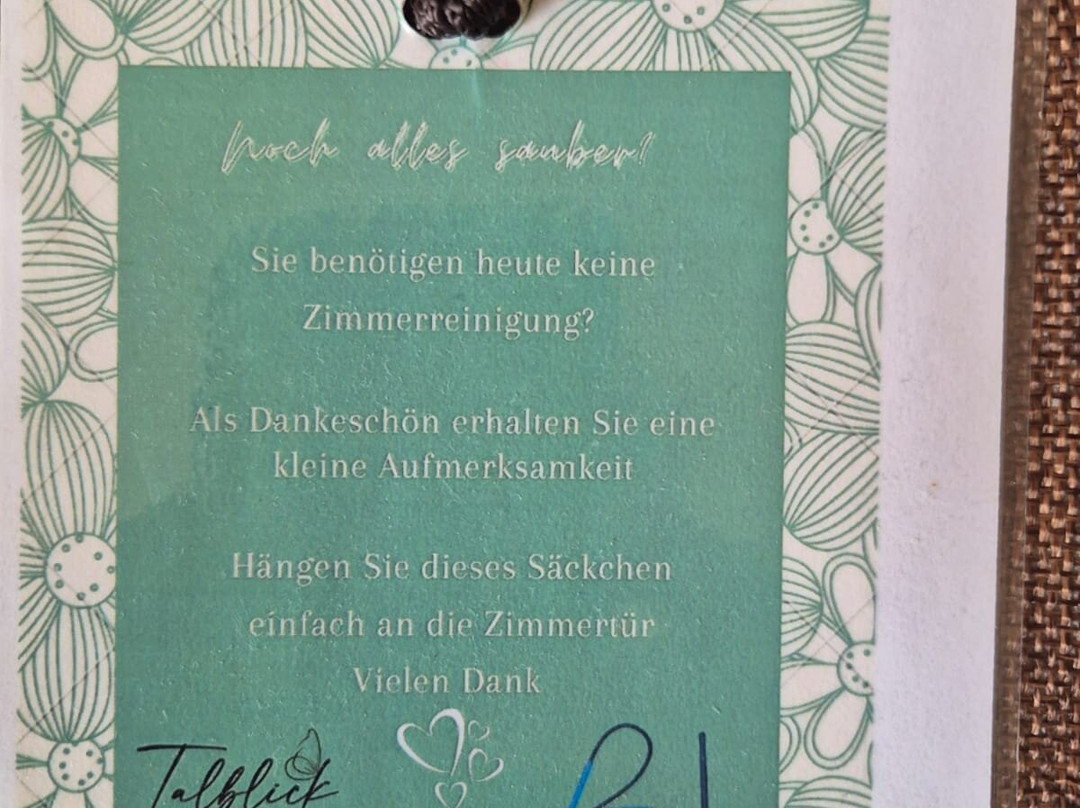 Noch alles sauber?
Sie benötigen heute keine
Zimmerreinigung?
Als Dankeschön erhalten Sie eine
kleine Aufmerksamkeit
Hängen Sie dieses Säckchen
einfach an die Zimmertür
Vielen Dank
Talblick